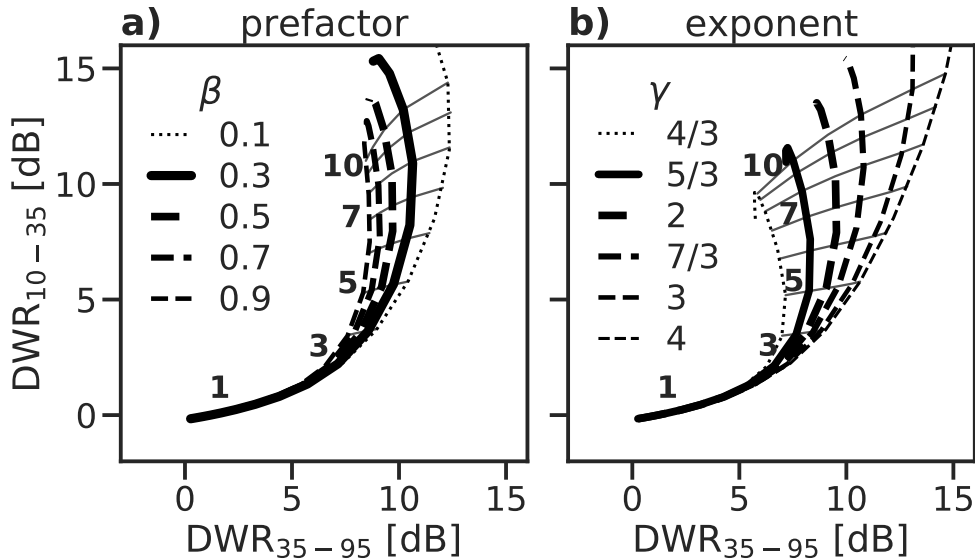 a) prefactor
b) exponent
DWR10−35 [dB]
15
10
5
0
β
0.1
0.3
0.5
0.7
0.9
10
7
5
3
1
0 5 10 15
DWR35−95 [dB]
γ
4/3
5/3
2
7/3
3
4
10
7
5
3
1
0 5 10 15
DWR35−95 [dB]